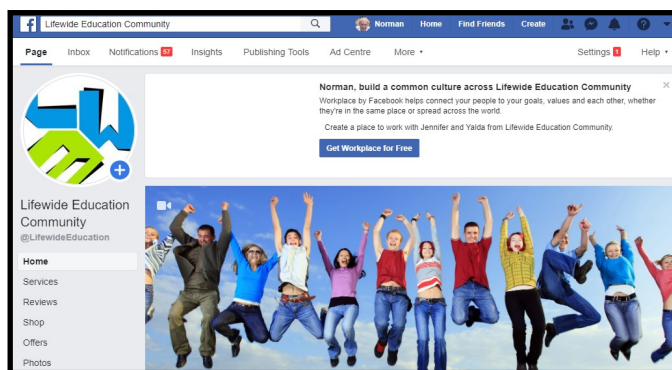 Lifewide Education Community
Norman Home Find Friends Create
Page Inbox Notifications 57 Insights Publishing Tools Ad Centre More Settings 1 Help
Norman, build a common culture across Lifewide Education Community
Workplace by Facebook helps connect your people to your goals, values and each other, whether
they're in the same place or spread across the world.
Create a place to work with Jennifer and Yalda from Lifewide Education Community.
Get Workplace for Free
Lifewide Education
Community
@LifewideEducation
Home
Services
Reviews
Shop
Offers
Photos